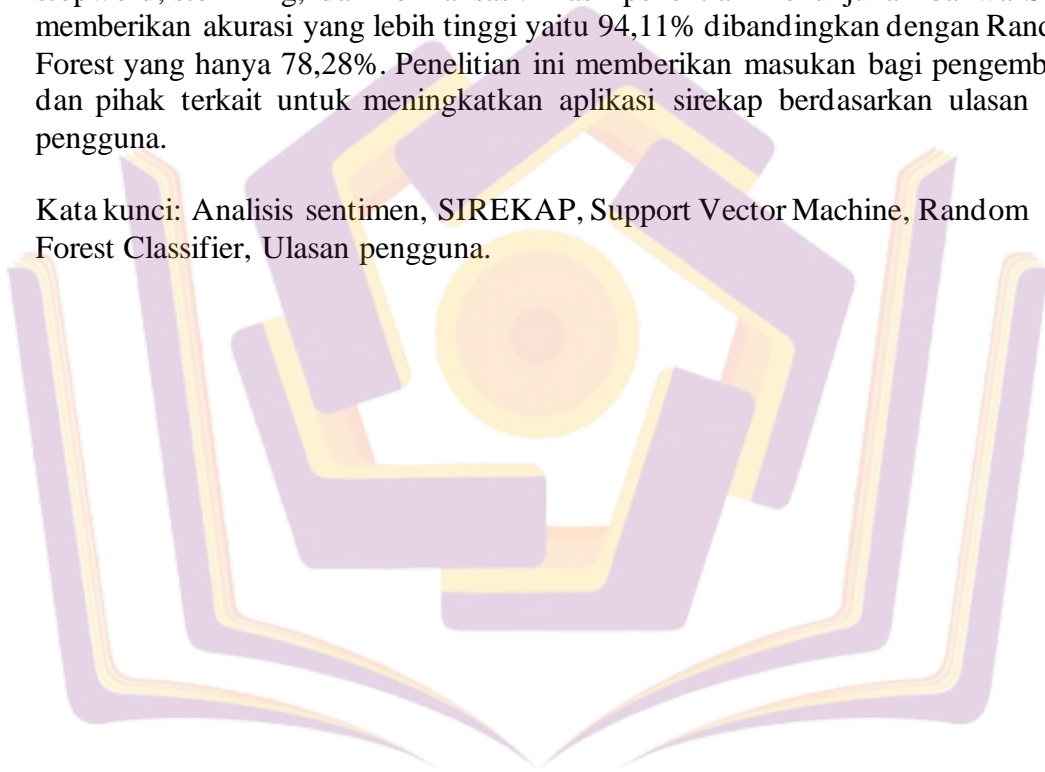 memberikan akurasi yang lebih tinggi yaitu 94,11% dibandingkan dengan Rand
Forest yang hanya 78,28%. Penelitian ini memberikan masukan bagi pengemb
dan pihak terkait untuk meningkatkan aplikasi sirekap berdasarkan ulasan
pengguna.
Kata kunci: Analisis sentimen, SIREKAP, Support Vector Machine, Random
Forest Classifier, Ulasan pengguna.